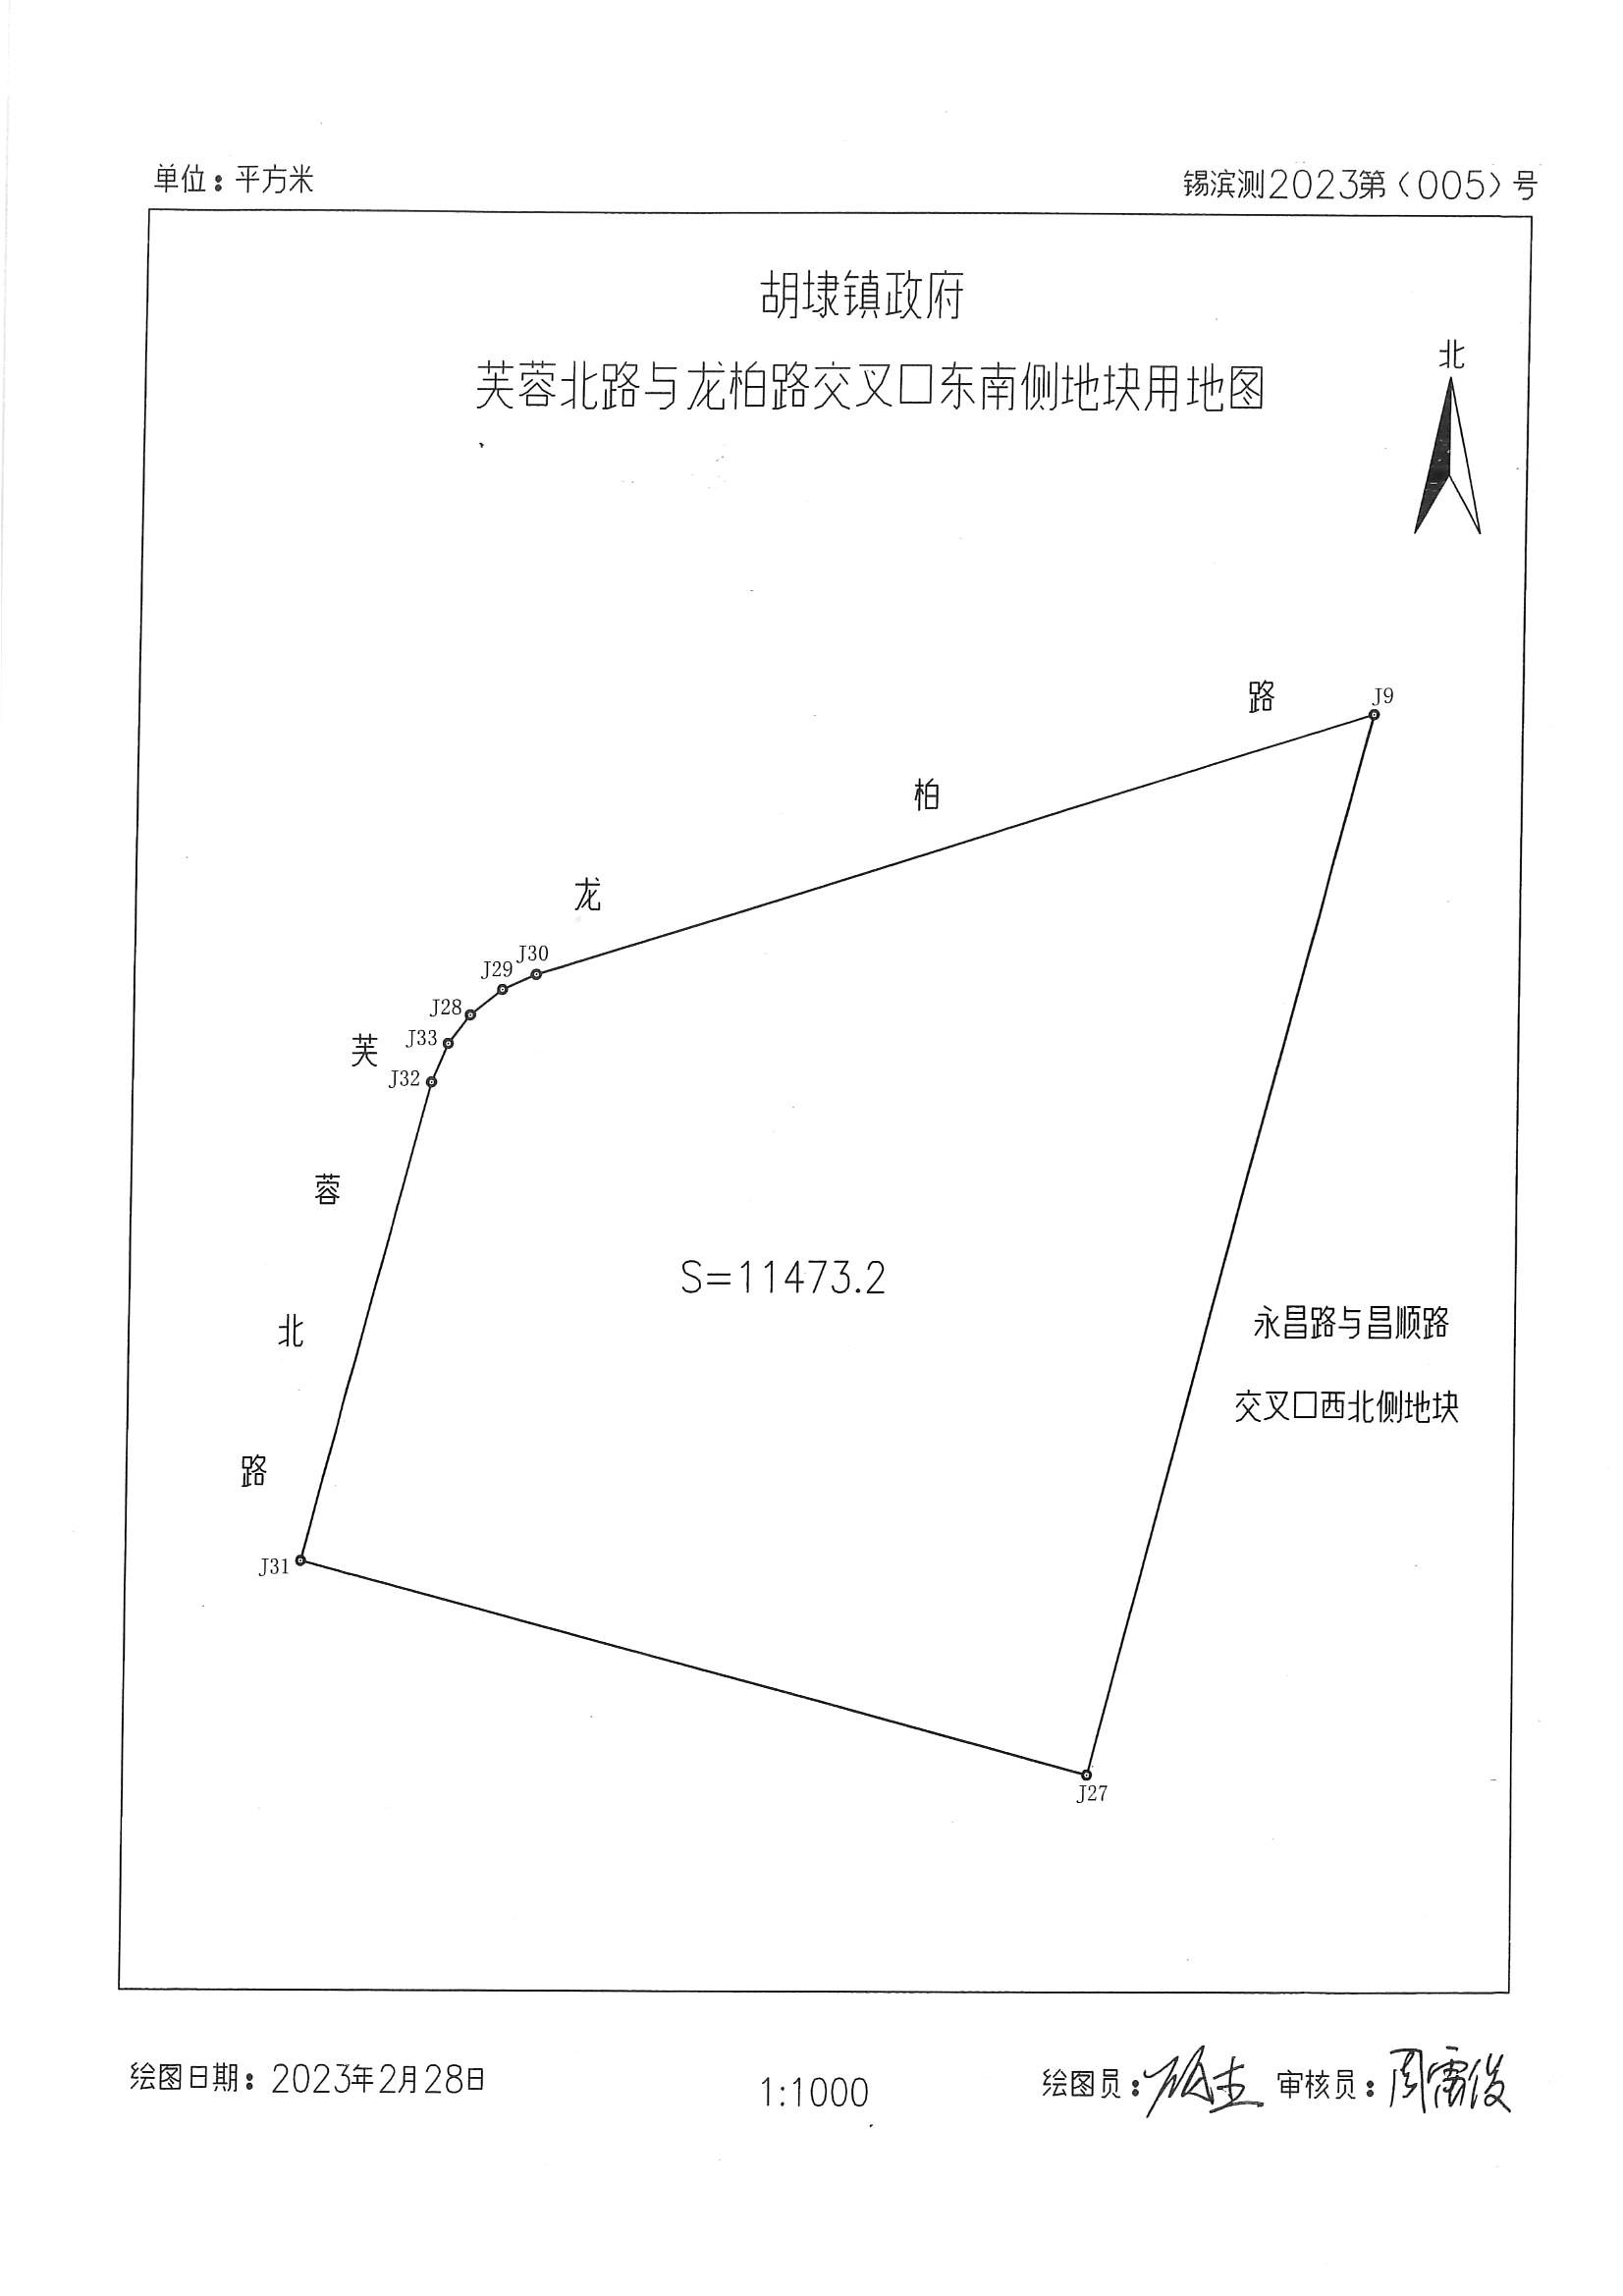 单位：平方米
锡滨测2023第〈005〉号
胡埭镇政府
芙蓉北路与龙柏路交叉口东南侧地块用地图
北
路
J9
柏
龙
J30
J29
J28
J33
J32
芙
蓉
北
路
S=11473.2
永昌路与昌顺路
交叉口西北侧地块
J31
J27
绘图日期：2023年2月28日
1:1000
绘图员：
审核员：周